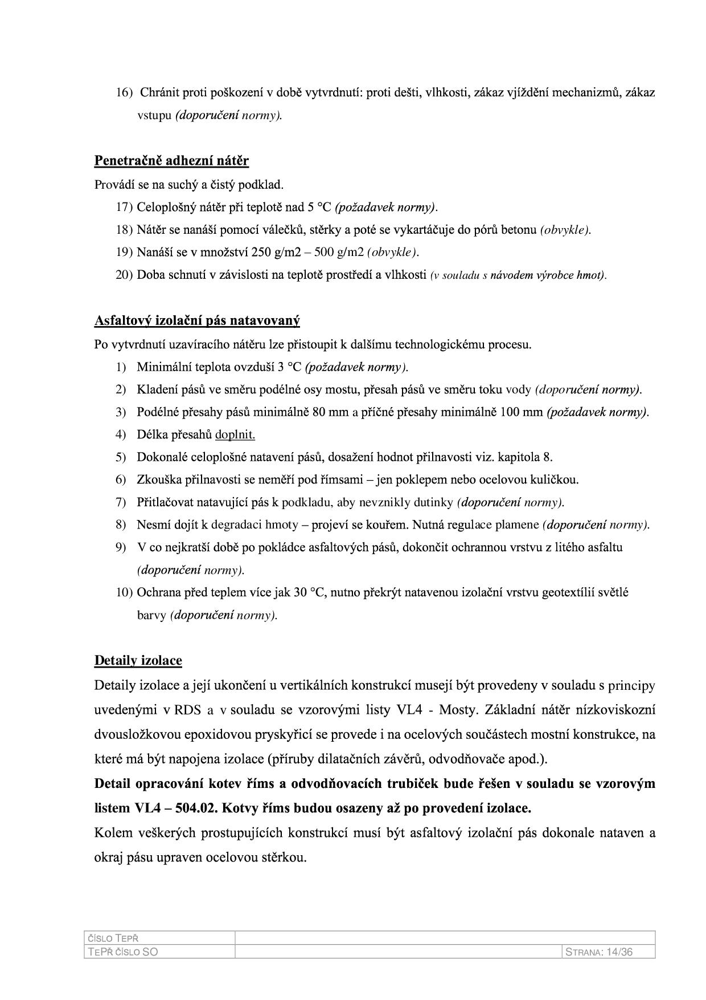 16) Chránit proti poškození v době vytvrdnutí: proti dešti, vlhkosti, zákaz vjíždění mechanizmů, zákaz
vstupu (doporučení normy).
Penetračně adhezní nátěr
Provádí se na suchý a čistý podklad.
17) Celoplošný nátěr při teplotě nad 5 °C (požadavek normy).
18) Nátěr se nanáší pomocí válečků, stěrky a poté se vykartáčuje do pórů betonu (obvykle).
19) Nanáší se v množství 250 g/m2 – 500 g/m2 (obvykle).
20) Doba schnutí v závislosti na teplotě prostředí a vlhkosti (v souladu s návodem výrobce hmot).
Asfaltový izolační pás natavovaný
Po vytvrdnutí uzavíracího nátěru lze přistoupit k dalšímu technologickému procesu.
1) Minimální teplota ovzduší 3 °C (požadavek normy).
2) Kladení pásů ve směru podélné osy mostu, přesah pásů ve směru toku vody (doporučení normy).
3) Podélné přesahy pásů minimálně 80 mm a příčné přesahy minimálně 100 mm (požadavek normy).
4) Délka přesahů doplnit.
5) Dokonalé celoplošné natavení pásů, dosažení hodnot přilnavosti viz. kapitola 8.
6) Zkouška přilnavosti se neměří pod římsami – jen poklepem nebo ocelovou kuličkou.
7) Přitlačovat natavující pás k podkladu, aby nevznikly dutinky (doporučení normy).
8) Nesmí dojít k degradaci hmoty – projeví se kouřem. Nutná regulace plamene (doporučení normy).
9) V co nejkratší době po pokládce asfaltových pásů, dokončit ochrannou vrstvu z litého asfaltu
(doporučení normy).
10) Ochrana před teplem více jak 30 °C, nutno překrýt natavenou izolační vrstvu geotextílií světlé
barvy (doporučení normy).
Detaily izolace
Detaily izolace a její ukončení u vertikálních konstrukcí musejí být provedeny v souladu s principy
uvedenými v RDS a v souladu se vzorovými listy VL4 - Mosty. Základní nátěr nízkoviskozní
dvousložkovou epoxidovou pryskyřicí se provede i na ocelových součástech mostní konstrukce, na
které má být napojena izolace (příruby dilatačních závěrů, odvodňovače apod.).
Detail opracování kotev říms a odvodňovacích trubiček bude řešen v souladu se vzorovým
listem VL4 – 504.02. Kotvy říms budou osazeny až po provedení izolace.
Kolem veškerých prostupujících konstrukcí musí být asfaltový izolační pás dokonale nataven a
okraj pásu upraven ocelovou stěrkou.
ČÍSLO TEPŘ
TEPŘ ČÍSLO SO
STRANA: 14/36